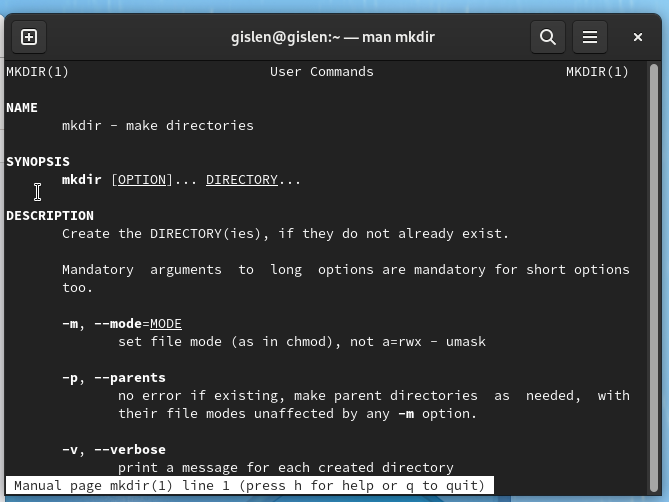 gislen@gislen:~ — man mkdir
MKDIR(1) User Commands MKDIR(1)
NAME
mkdir - make directories
SYNOPSIS
mkdir [OPTION]... DIRECTORY...
DESCRIPTION
Create the DIRECTORY(ies), if they do not already exist.
Mandatory arguments to long options are mandatory for short options
too.
-m, --mode=MODE
set file mode (as in chmod), not a=rwx - umask
-p, --parents
no error if existing, make parent directories as needed, with
their file modes unaffected by any -m option.
-v, --verbose
print a message for each created directory
Manual page mkdir(1) line 1 (press h for help or q to quit)